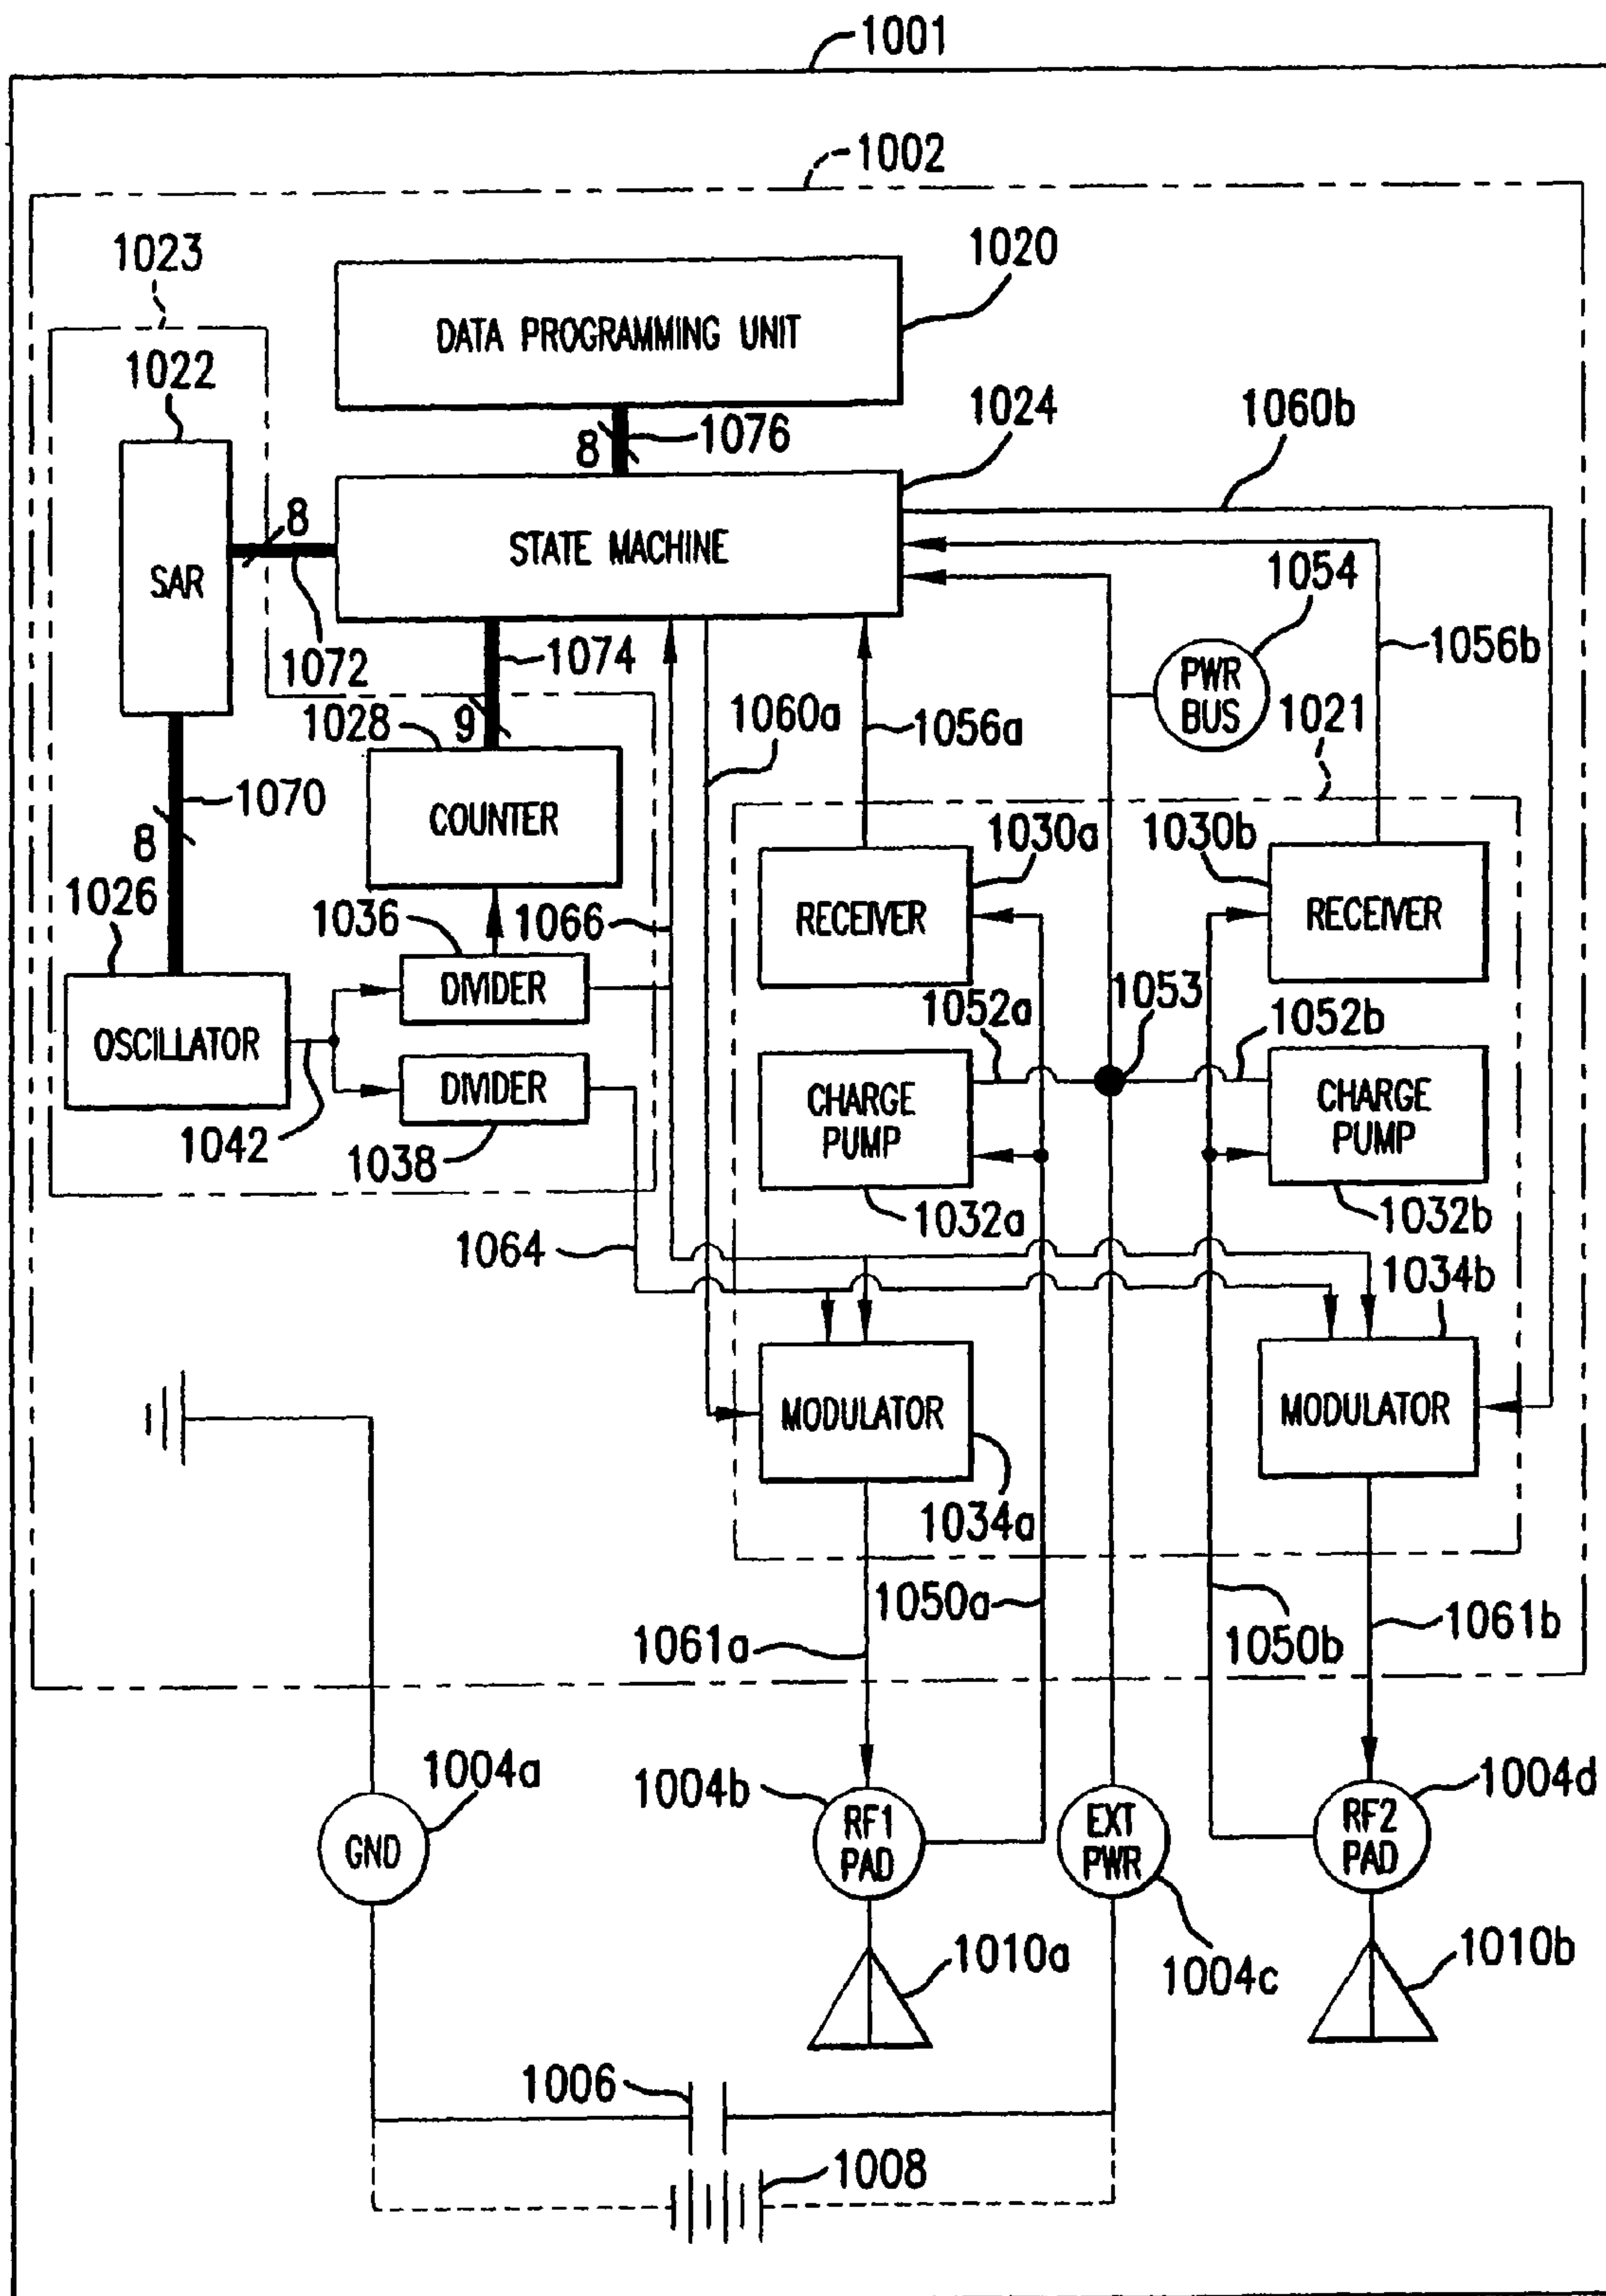 1001
1002
1023
1020
DATA PROGRAMMING UNIT
1022
1024
1060b
8
1076
8
STATE MACHINE
SAR
1054
1072
1074
1056b
PWR
BUS
1021
1028
9
1060a
1056a
1070
COUNTER
1030a
1030b
8
1026
1036
1066
RECEIVER
RECEIVER
DIVIDER
1053
1052a
1052b
OSCILLATOR
DIVIDER
CHARGE
PUMP
CHARGE
PUMP
1042
1038
1032a
1032b
1064
1034b
MODULATOR
MODULATOR
1034a
1050a
1061a
1050b
1061b
1004a
1004b
1004d
GND
RF1
PAD
EXT
PWR
RF2
PAD
1010a
1004c
1010b
1006
1008